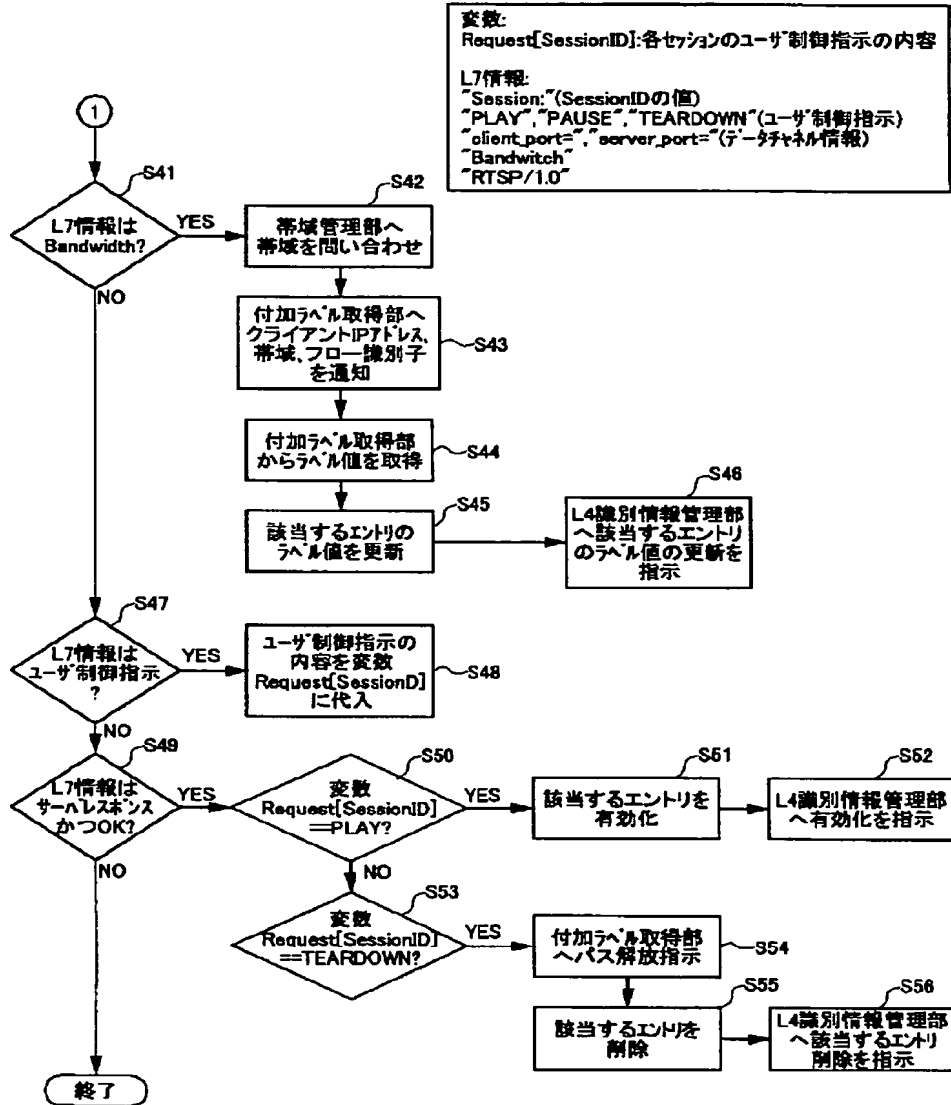 変数:
Request[SessionID]:各セッションのユーザ制御指示の内容
L7情報:
"Session:"(SessionIDの値)
"PLAY","PAUSE","TEARDOWN"(ユーザ制御指示)
"client_port=","server_port="(データチャネル情報)
"Bandwitch"
"RTSP/1.0"
1
S41
L7情報は
Bandwidth?
YES
NO
S42
帯域管理部へ
帯域を問い合わせ
付加ラベル取得部へ
クライアントIPアドレス、
帯域、フロー識別子
を通知
S43
付加ラベル取得部
からラベル値を取得
S44
S45
該当するエントリの
ラベル値を更新
S46
L4識別情報管理部
へ該当するエントリ
のラベル値の更新を
指示
S47
L7情報は
ユーザ制御指示
?
YES
NO
ユーザ制御指示の
内容を変数
Request[SessionD]
に代入
S48
S49
L7情報は
サーバレスポンス
かつOK?
YES
NO
S50
変数
Request[SessionID]
==PLAY?
YES
NO
S51
該当するエントリを
有効化
S52
L4識別情報管理部
へ有効化を指示
S53
変数
Request[SessionID]
==TEARDOWN?
YES
付加ラベル取得部
へパス解放指示
S54
S55
該当するエントリを
削除
S56
L4識別情報管理部
へ該当するエントリ
削除を指示
終了